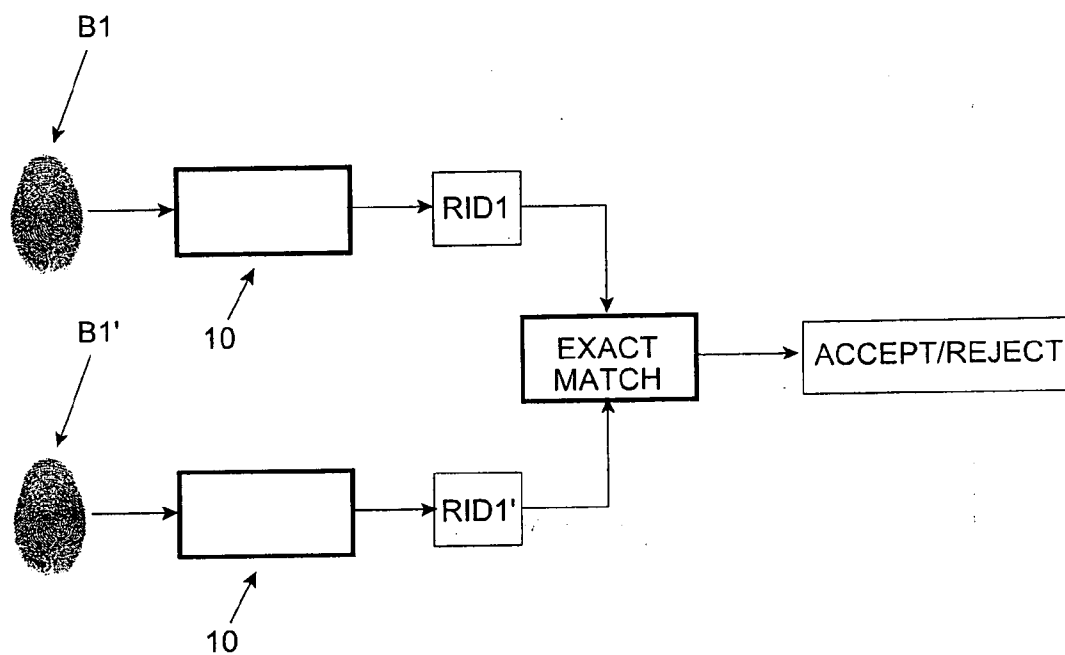 B1
RID1
10
B1'
EXACT
MATCH
ACCEPT/REJECT
RID1'
10